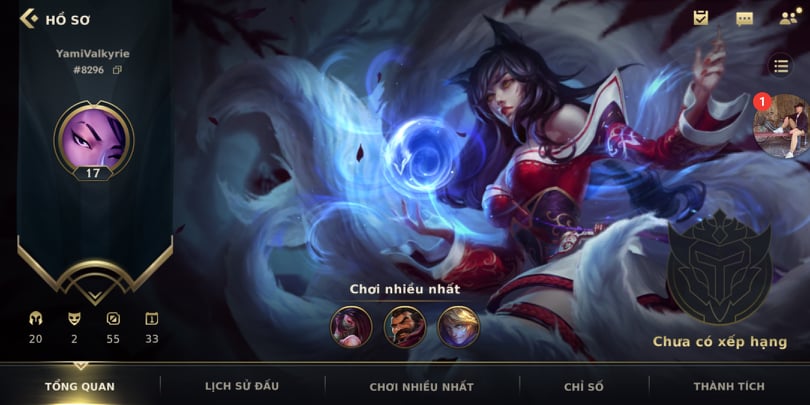 HỒ SƠ
YamiValkyrie
#8296
17
20 2 55 33
1
Chơi nhiều nhất
Chưa có xếp hạng
TỔNG QUAN LỊCH SỬ ĐẤU CHƠI NHIỀU NHẤT CHỈ SỐ THÀNH TÍCH